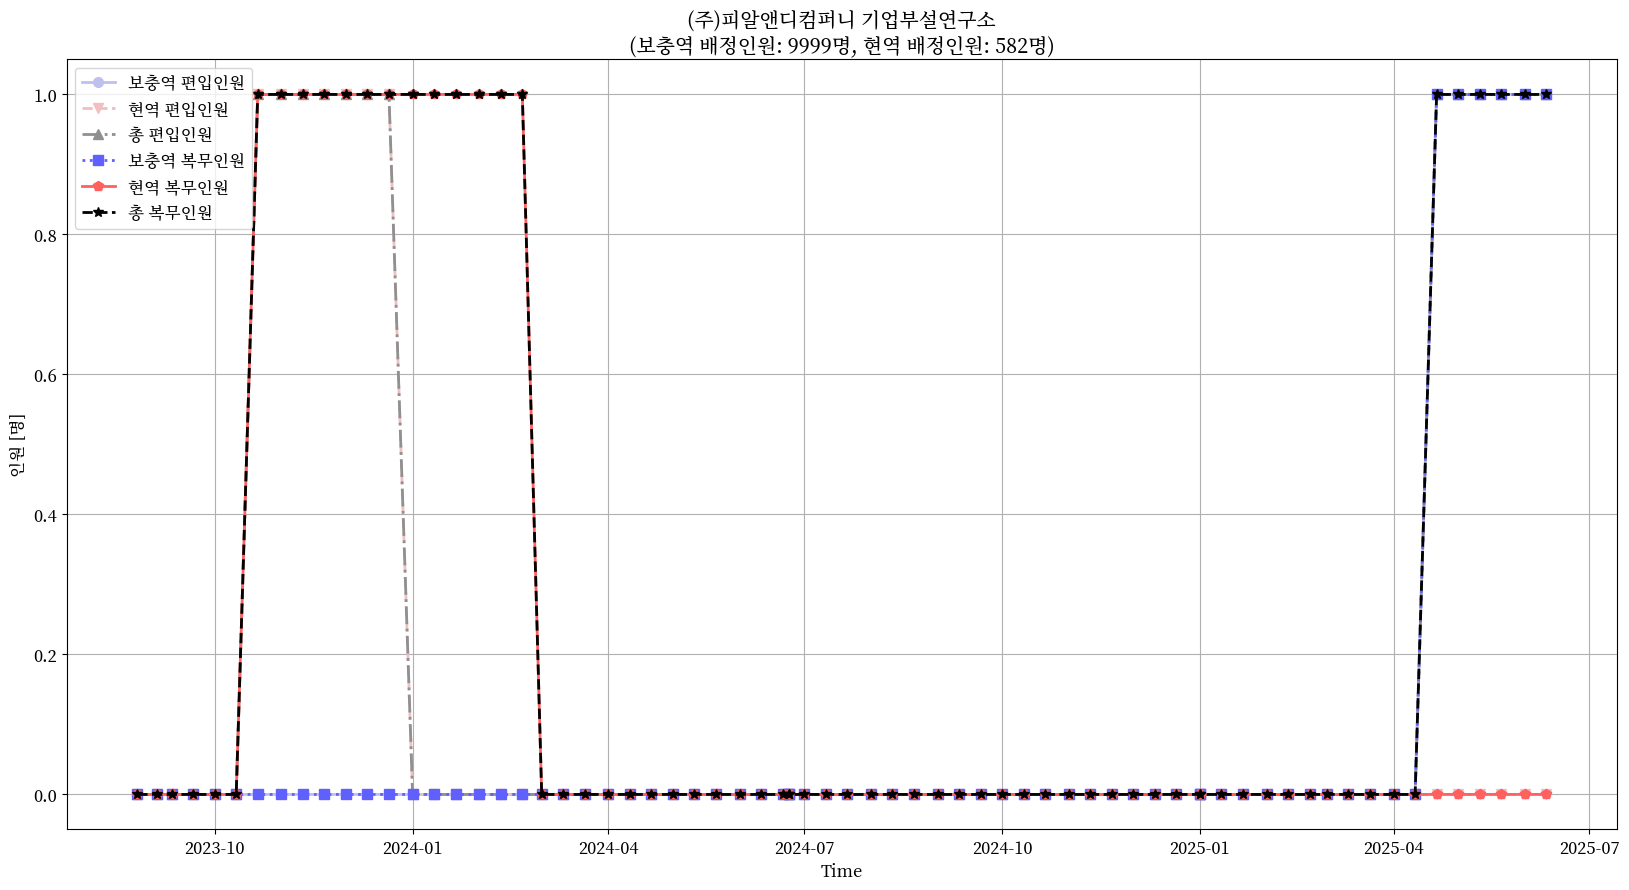 (주)피알앤디컴퍼니 기업부설연구소
(보충역 배정인원: 9999명, 현역 배정인원: 582명)
보충역 편입인원
현역 편입인원
총 편입인원
보충역 복무인원
현역 복무인원
총 복무인원
인원 [명]
1.0
0.8
0.6
0.4
0.2
0.0
2023-10
2024-01
2024-04
2024-07
2024-10
2025-01
2025-04
2025-07
Time